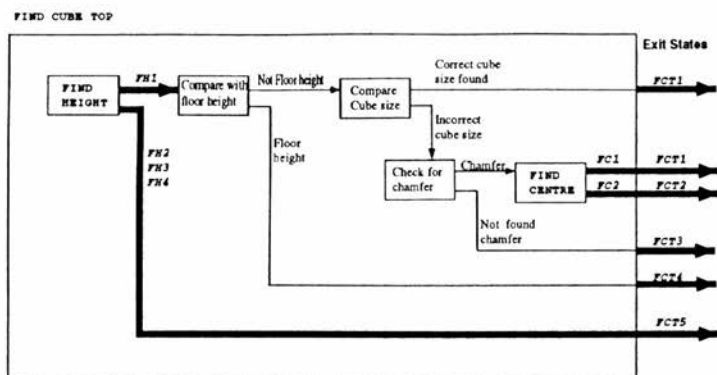 FIND CUBE TOP
Exit States
FIND
HEIGHT
FH1
Compare with
floor height
Not Floor height
Compare
Cube size
Correct cube
size found
FCT1
FH2
FH3
FH4
Floor
height
Incorrect
cube size
Check for
chamfer
Chamfer
FIND
CENTRE
FC1
FCT1
FC2
FCT2
Not found
chamfer
FCT3
FCT4
FCT5